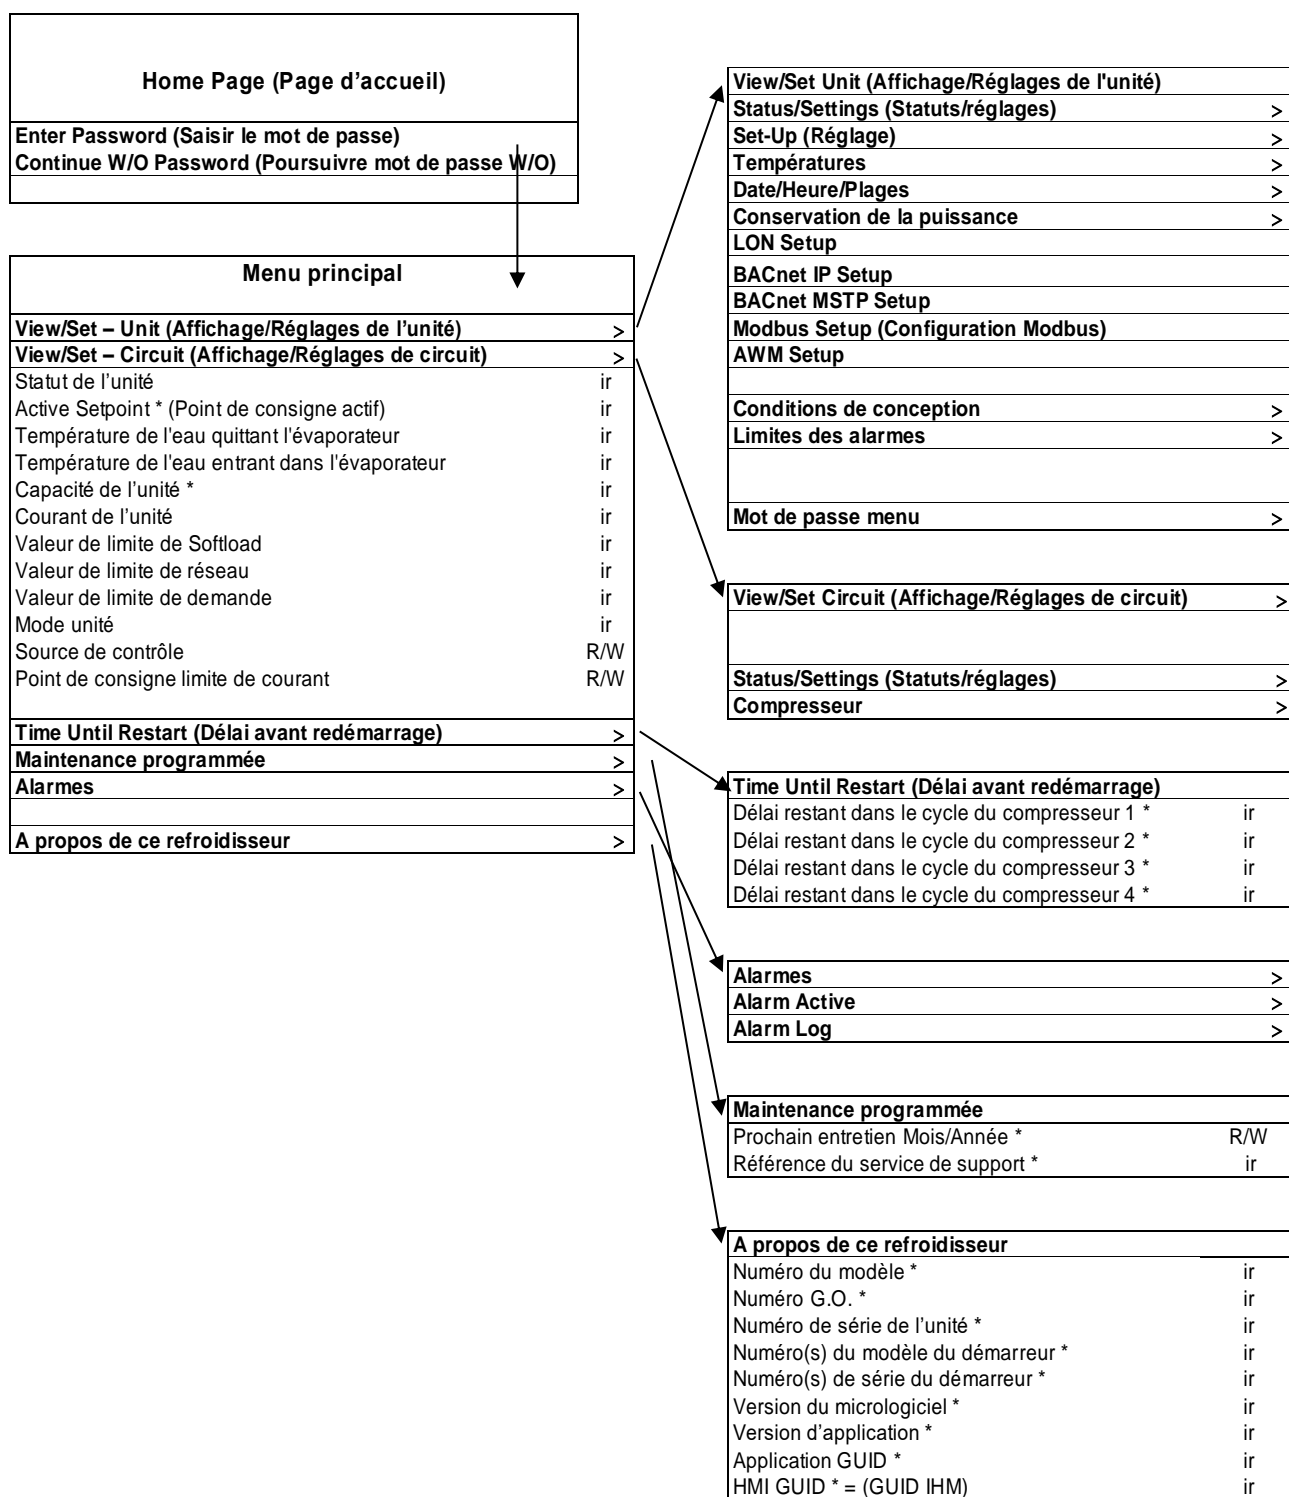 Home Page (Page d’accueil)
Enter Password (Saisir le mot de passe)
Continue W/O Password (Poursuivre mot de passe W/O)
Menu principal
View/Set – Unit (Affichage/Réglages de l’unité) >
View/Set – Circuit (Affichage/Réglages de circuit) >
Statut de l’unité ir
Active Setpoint * (Point de consigne actif) ir
Température de l'eau quittant l'évaporateur ir
Température de l'eau entrant dans l'évaporateur ir
Capacité de l’unité * ir
Courant de l’unité ir
Valeur de limite de Softload ir
Valeur de limite de réseau ir
Valeur de limite de demande ir
Mode unité ir
Source de contrôle R/W
Point de consigne limite de courant R/W
Time Until Restart (Délai avant redémarrage) >
Maintenance programmée >
Alarmes >
A propos de ce refroidisseur >
View/Set Unit (Affichage/Réglages de l'unité)
Status/Settings (Statuts/réglages) >
Set-Up (Réglage) >
Températures >
Date/Heure/Plages >
Conservation de la puissance >
LON Setup
BACnet IP Setup
BACnet MSTP Setup
Modbus Setup (Configuration Modbus)
AWM Setup
Conditions de conception >
Limites des alarmes >
Mot de passe menu >
View/Set Circuit (Affichage/Réglages de circuit) >
Status/Settings (Statuts/réglages) >
Compresseur >
Time Until Restart (Délai avant redémarrage)
Délai restant dans le cycle du compresseur 1 * ir
Délai restant dans le cycle du compresseur 2 * ir
Délai restant dans le cycle du compresseur 3 * ir
Délai restant dans le cycle du compresseur 4 * ir
Alarmes >
Alarm Active >
Alarm Log >
Maintenance programmée
Prochain entretien Mois/Année * R/W
Référence du service de support * ir
A propos de ce refroidisseur
Numéro du modèle * ir
Numéro G.O. * ir
Numéro de série de l’unité * ir
Numéro(s) du modèle du démarreur * ir
Numéro(s) de série du démarreur * ir
Version du micrologiciel * ir
Version d’application * ir
Application GUID * ir
HMI GUID * = (GUID IHM) ir